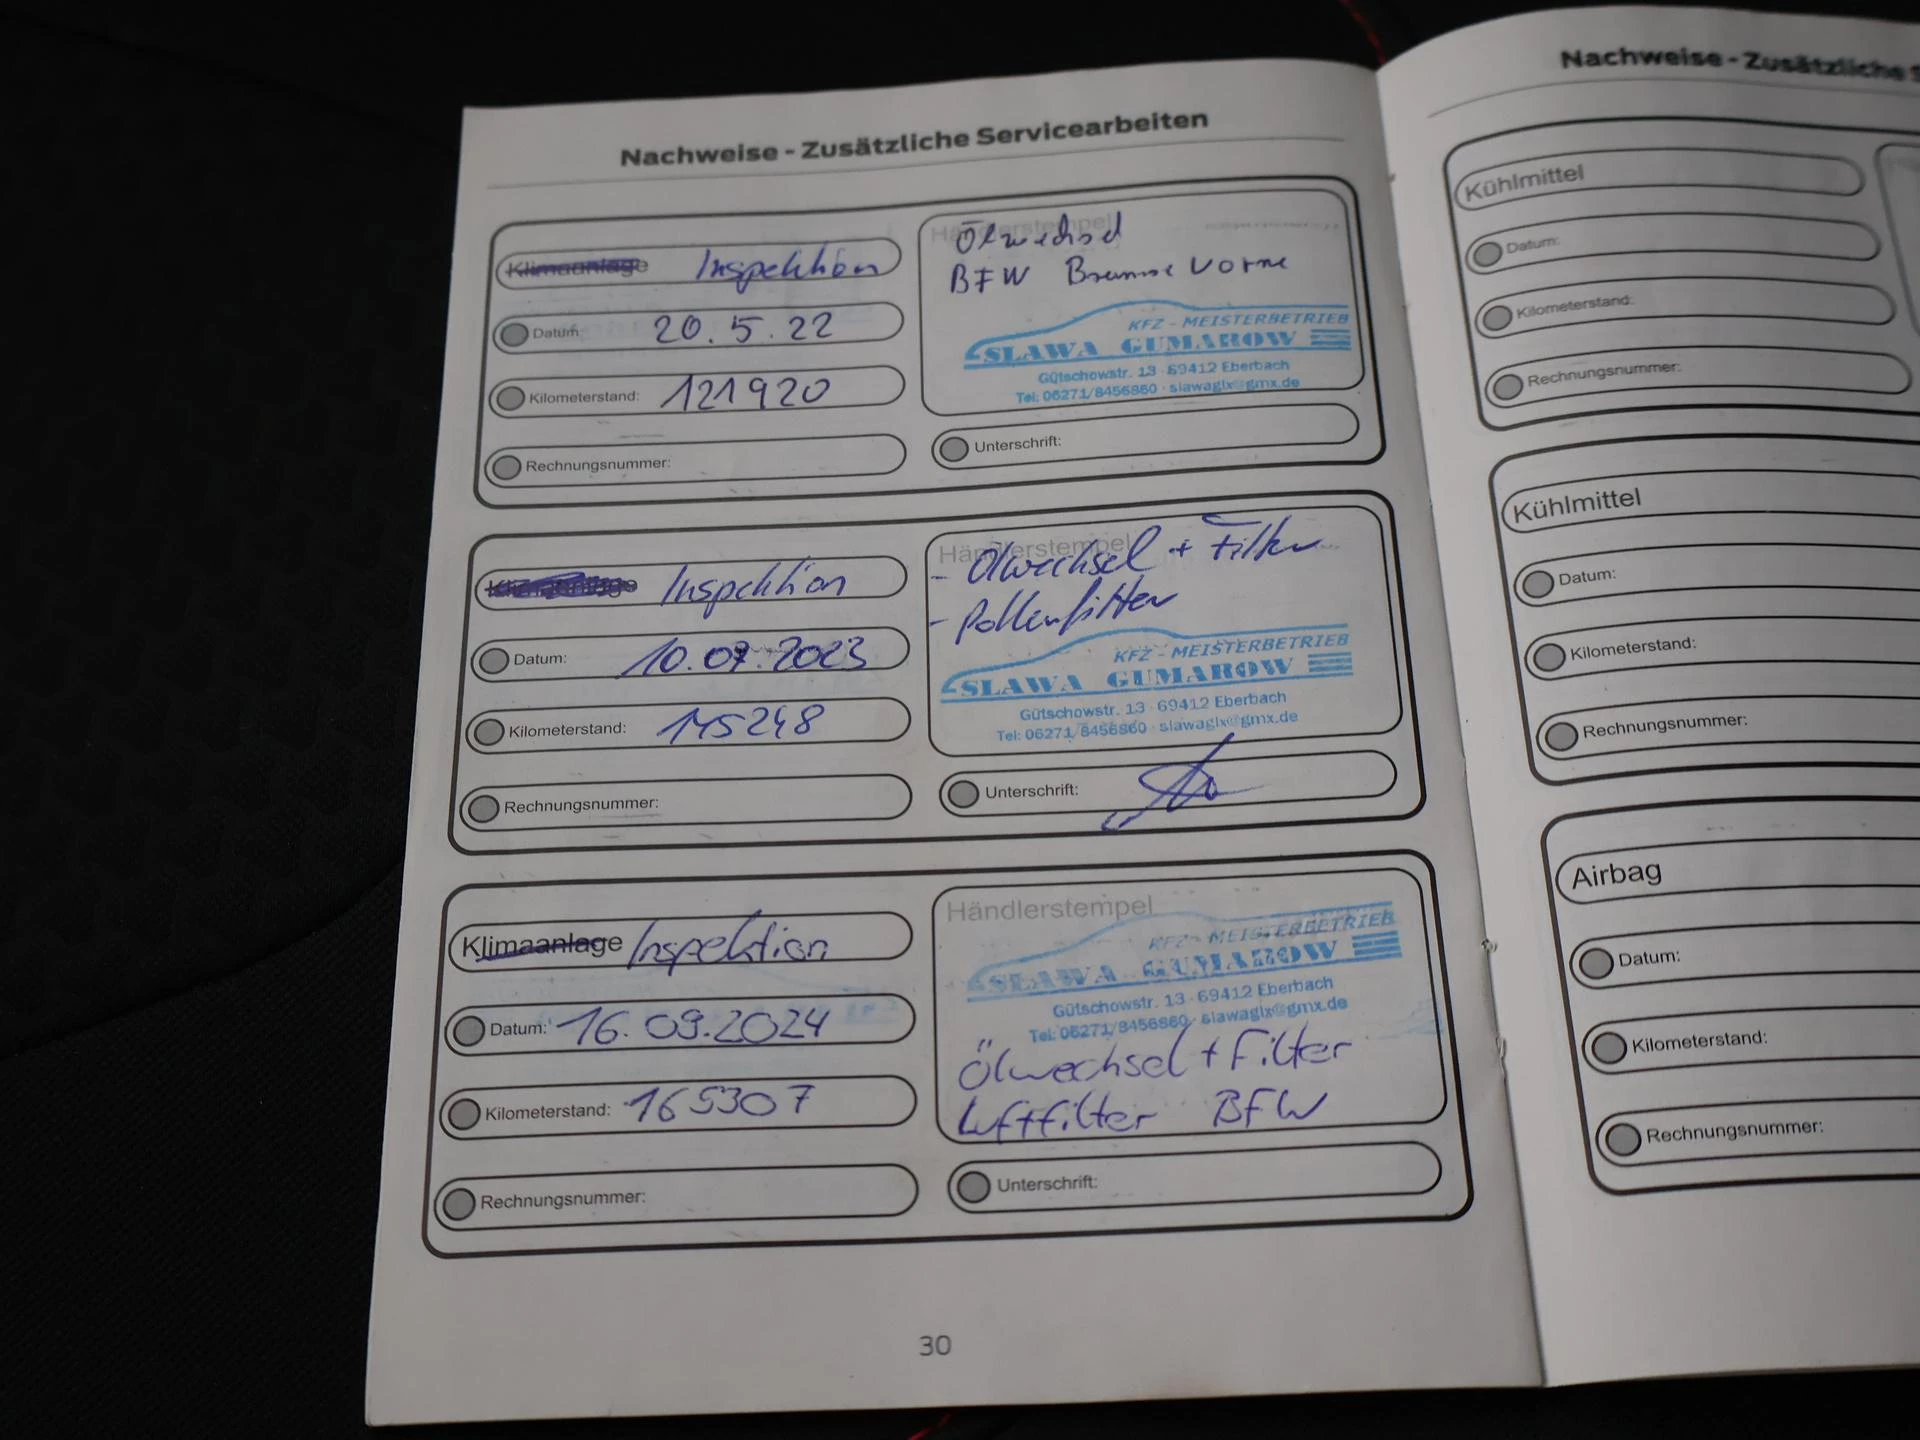 Nachweise - Zusätzliche Servicearbeiten
Klimaanlage Inspektion
Datum: 20.5.22
Kilometerstand: 121920
Rechnungsnummer:
Händlerstempel
Ölwechsel
BFW Bremse vorne
KFZ - MEISTERBETRIEB
SLAWA GUMAROW
Gütschowstr. 13 · 69412 Eberbach
Tel: 06271/8456860 · slawaglx@gmx.de
Unterschrift:
Klimaanlage Inspektion
Datum: 10.07.2023
Kilometerstand: 145248
Rechnungsnummer:
Händlerstempel
- Ölwechsel + Filter
- Pollenfilter
KFZ - MEISTERBETRIEB
SLAWA GUMAROW
Gütschowstr. 13 · 69412 Eberbach
Tel: 06271/8456860 · slawaglx@gmx.de
Unterschrift:
Klimaanlage Inspektion
Datum: 16.09.2024
Kilometerstand: 165307
Rechnungsnummer:
Händlerstempel
KFZ - MEISTERBETRIEB
SLAWA GUMAROW
Gütschowstr. 13 · 69412 Eberbach
Tel: 06271/8456860 · slawaglx@gmx.de
Ölwechsel + Filter
Luftfilter BFW
Unterschrift:
30
Nachweise - Zusätzliche S
Kühlmittel
Datum:
Kilometerstand:
Rechnungsnummer:
Kühlmittel
Datum:
Kilometerstand:
Rechnungsnummer:
Airbag
Datum:
Kilometerstand:
Rechnungsnummer: